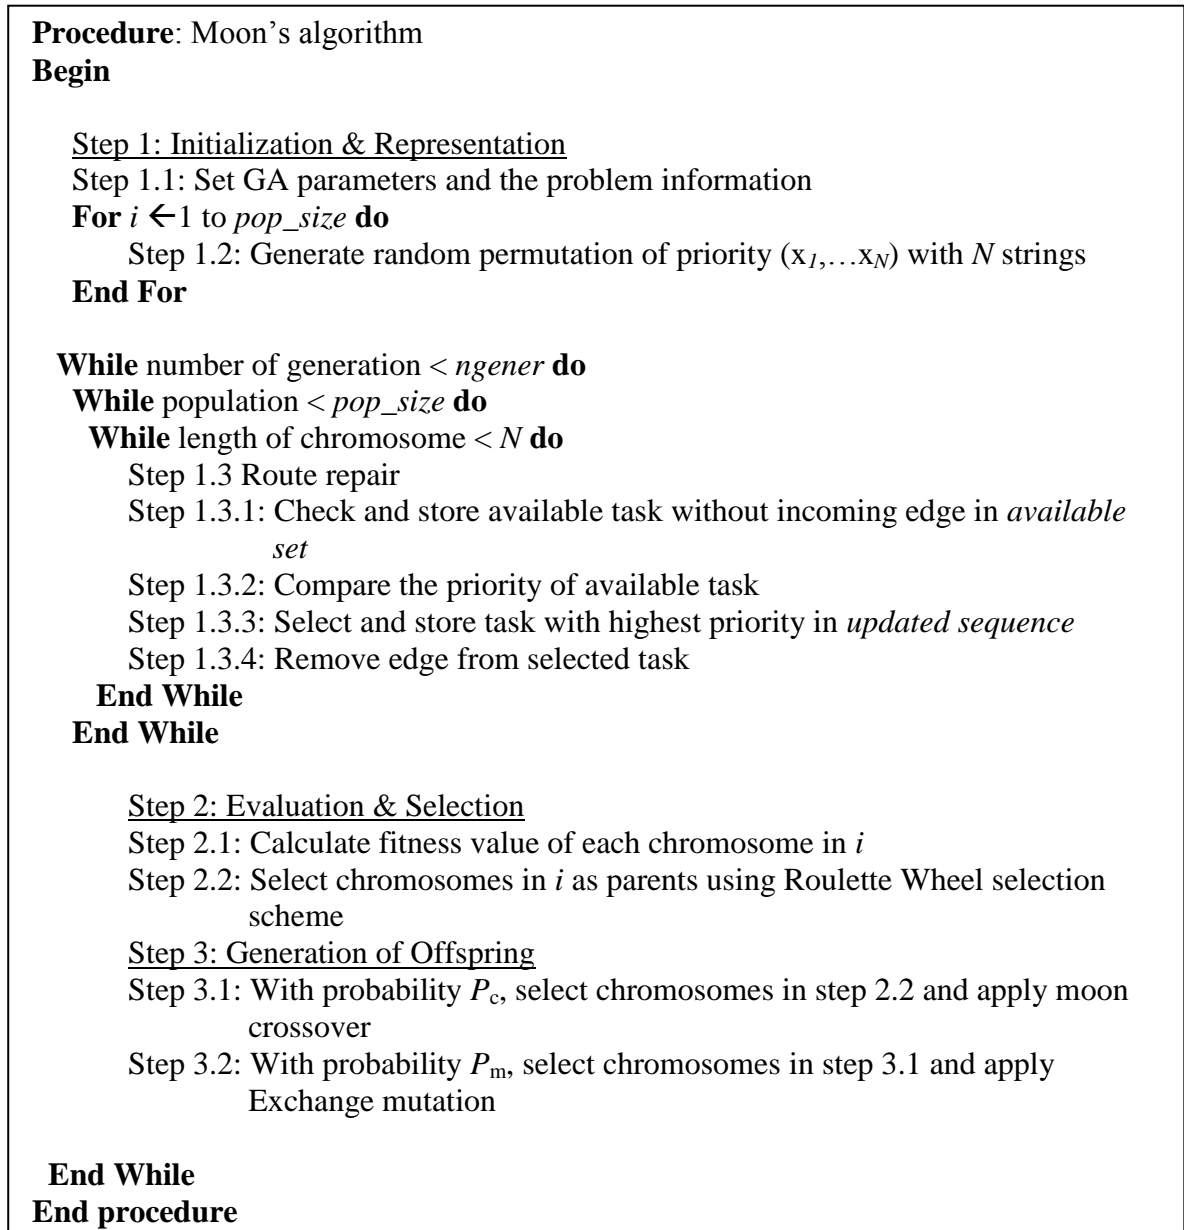 Procedure: Moon's algorithm
Begin
Step 1: Initialization & Representation
Step 1.1: Set GA parameters and the problem information
For i ←1 to pop_size do
Step 1.2: Generate random permutation of priority (x1,…xN) with N strings
End For
While number of generation < ngener do
While population < pop_size do
While length of chromosome < N do
Step 1.3 Route repair
Step 1.3.1: Check and store available task without incoming edge in available
set
Step 1.3.2: Compare the priority of available task
Step 1.3.3: Select and store task with highest priority in updated sequence
Step 1.3.4: Remove edge from selected task
End While
End While
Step 2: Evaluation & Selection
Step 2.1: Calculate fitness value of each chromosome in i
Step 2.2: Select chromosomes in i as parents using Roulette Wheel selection
scheme
Step 3: Generation of Offspring
Step 3.1: With probability Pc, select chromosomes in step 2.2 and apply moon
crossover
Step 3.2: With probability Pm, select chromosomes in step 3.1 and apply
Exchange mutation
End While
End procedure